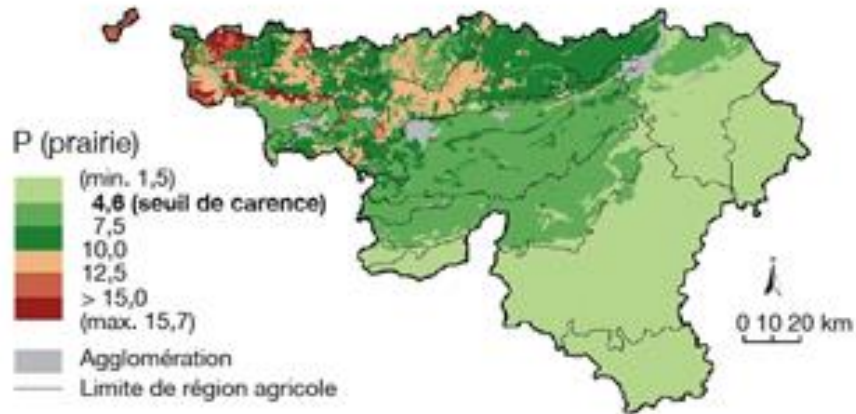 P (prairie)
(min. 1,5)
4,6 (seuil de carence)
7,5
10,0
12,5
> 15,0
(max. 15,7)
Agglomération
Limite de région agricole
0 10 20 km